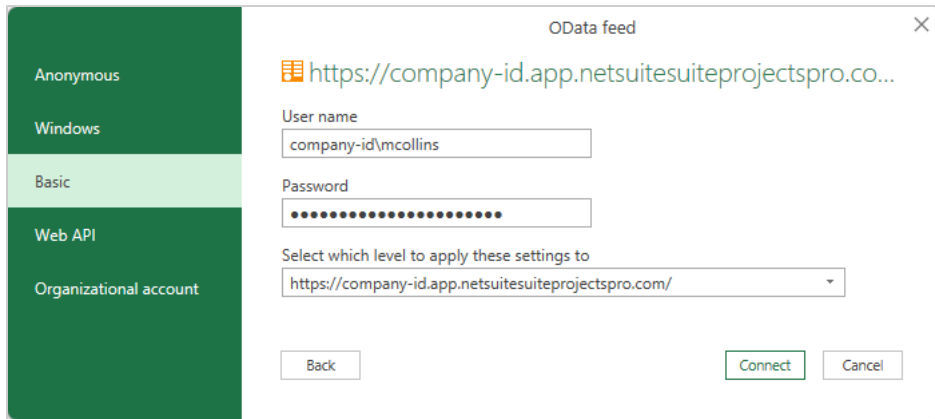 OData feed
Anonymous
Windows
Basic
Web API
Organizational account
https://company-id.app.netsuitesuiteprojectspro.co...
User name
company-id\mcollins
Password
●●●●●●●●●●●●●●●●●●●●●●
Select which level to apply these settings to
https://company-id.app.netsuitesuiteprojectspro.com/
Back
Connect
Cancel